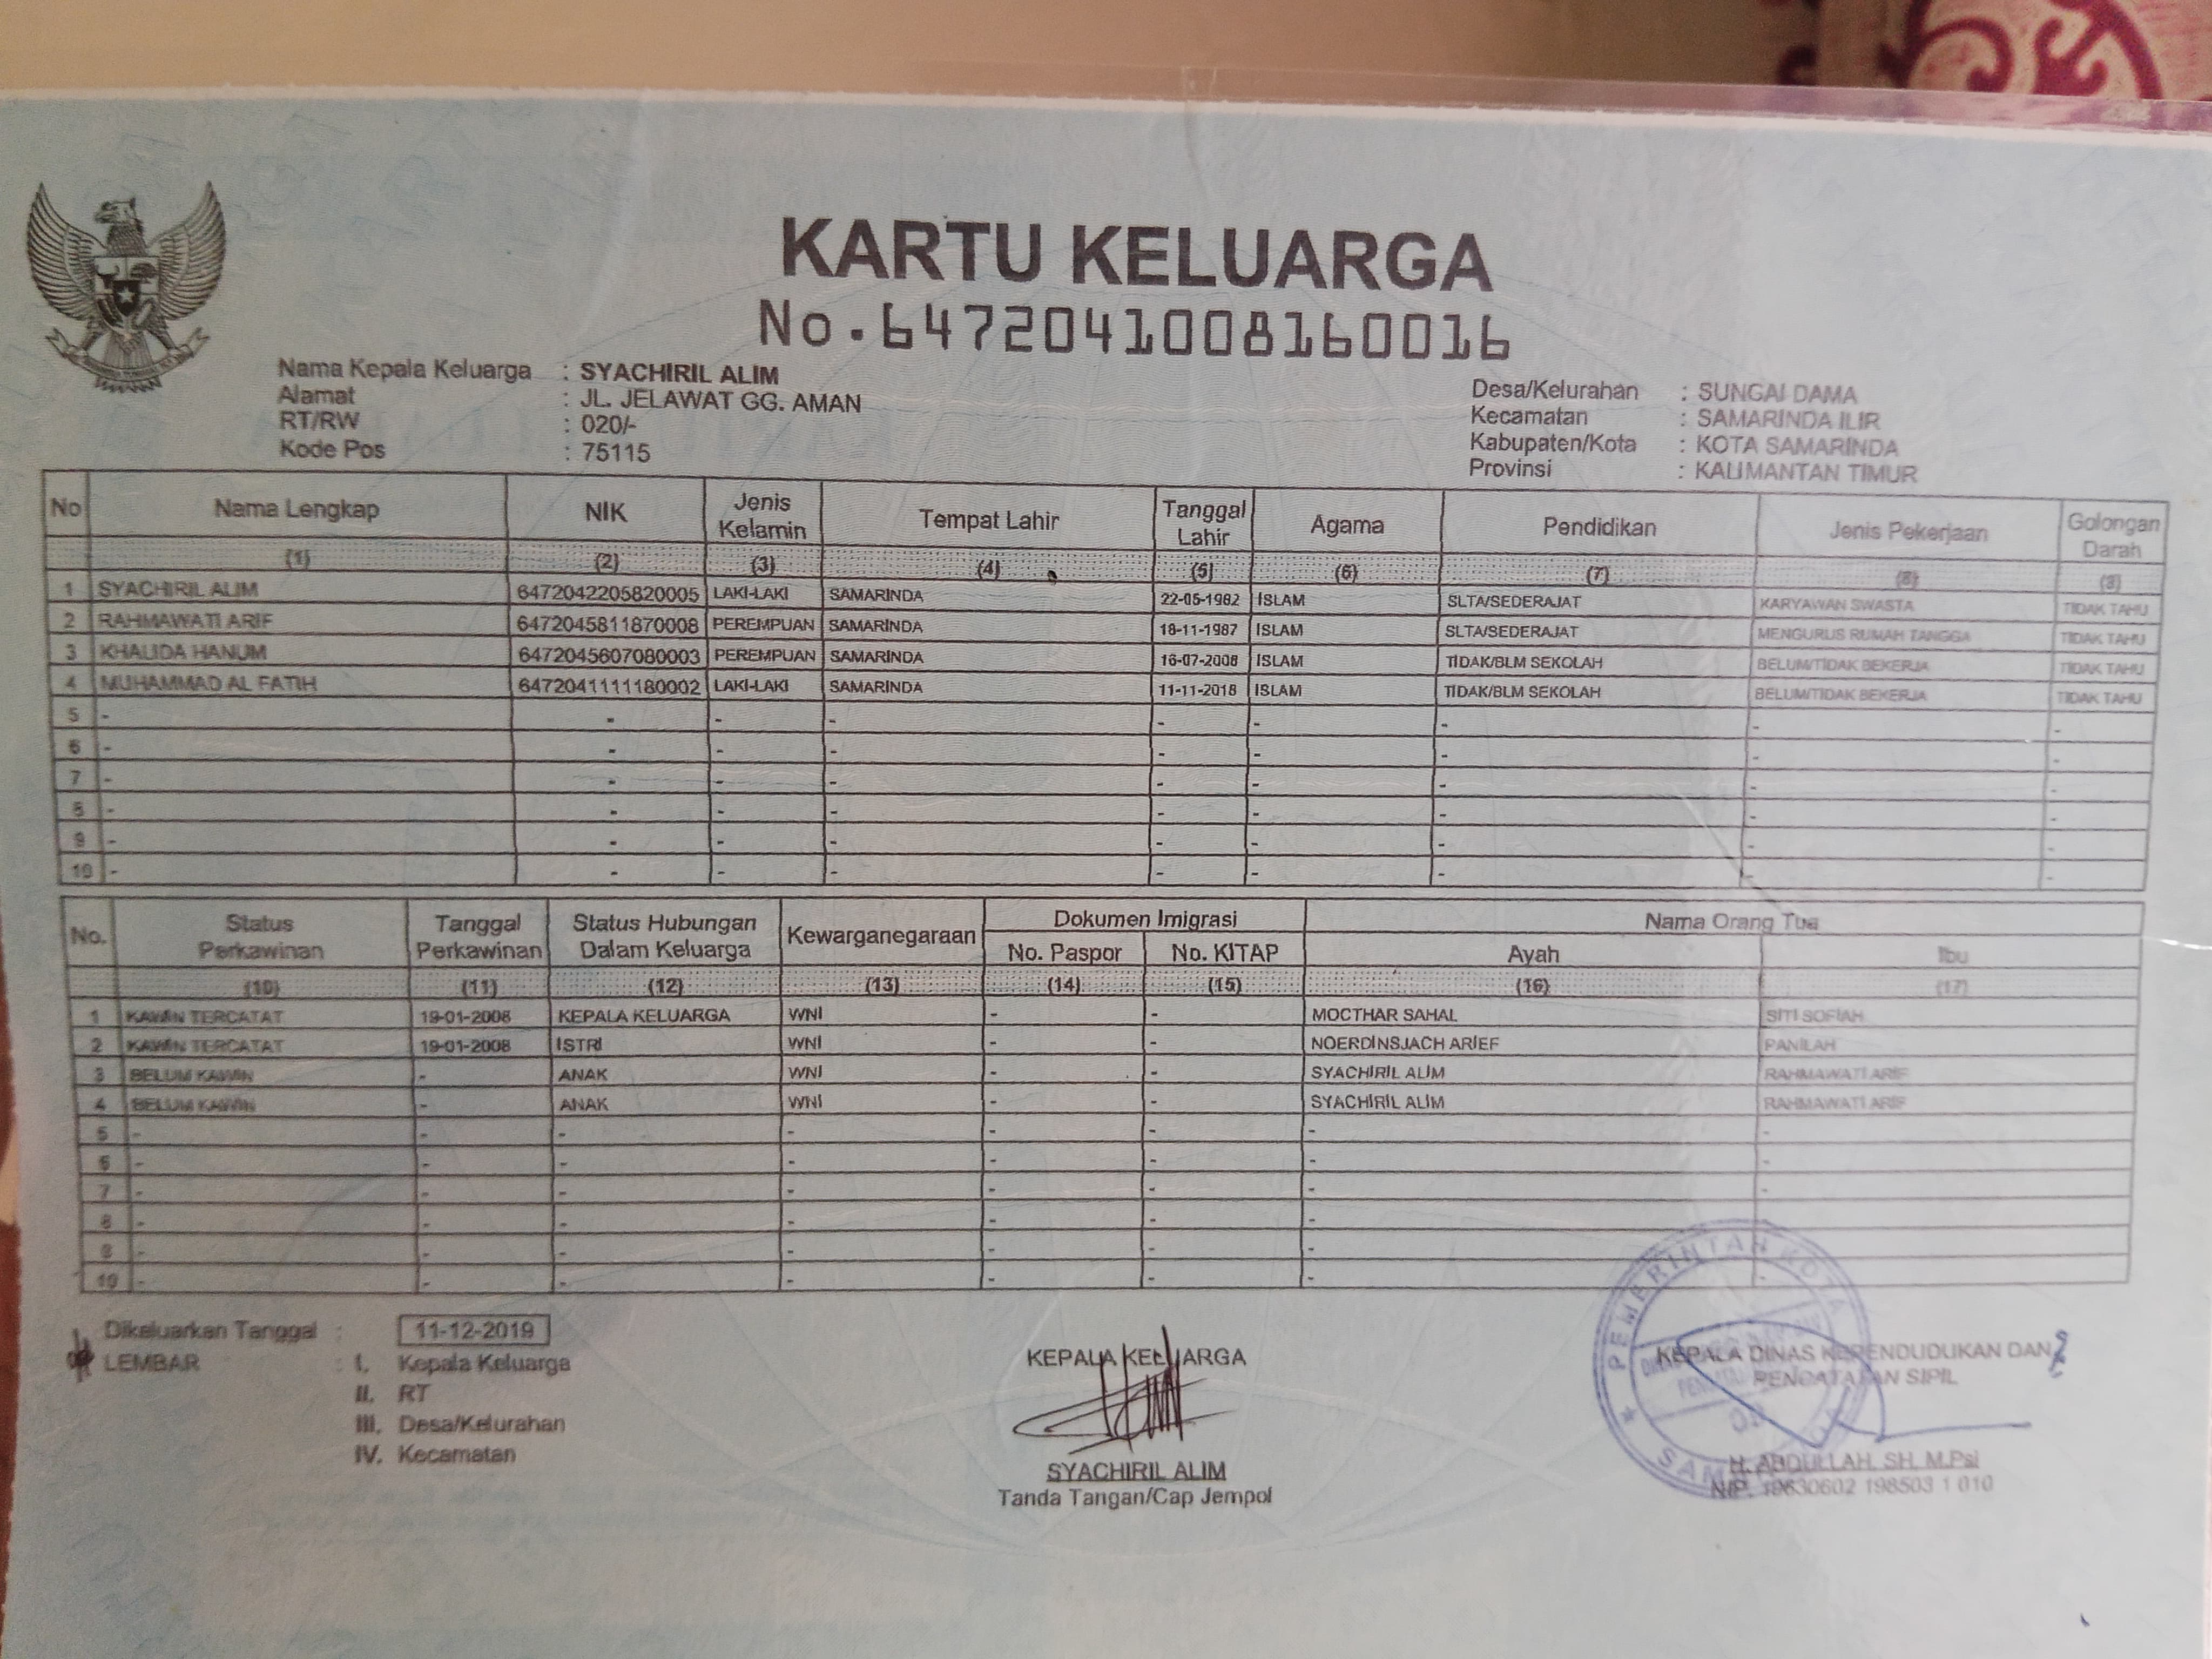 KARTU KELUARGA
No. 6472041008160016
Nama Kepala Keluarga : SYACHIRIL ALIM
Alamat : JL. JELAWAT GG. AMAN
RT/RW : 020/-
Kode Pos : 75115
Desa/Kelurahan : SUNGAI DAMA
Kecamatan : SAMARINDA ILIR
Kabupaten/Kota : KOTA SAMARINDA
Provinsi : KALIMANTAN TIMUR
No Nama Lengkap NIK Jenis Kelamin Tempat Lahir Tanggal Lahir Agama Pendidikan Jenis Pekerjaan Golongan Darah
(1) (2) (3) (4) (5) (6) (7) (8) (9)
1 SYACHIRIL ALIM 6472042205820005 LAKI-LAKI SAMARINDA 22-05-1982 ISLAM SLTA/SEDERAJAT KARYAWAN SWASTA TIDAK TAHU
2 RAHMAWATI ARIF 6472045811870008 PEREMPUAN SAMARINDA 18-11-1987 ISLAM SLTA/SEDERAJAT MENGURUS RUMAH TANGGA TIDAK TAHU
3 KHALIDA HANUM 6472045607080003 PEREMPUAN SAMARINDA 16-07-2008 ISLAM TIDAK/BLM SEKOLAH BELUM/TIDAK BEKERJA TIDAK TAHU
4 MUHAMMAD AL FATIH 6472041111180002 LAKI-LAKI SAMARINDA 11-11-2018 ISLAM TIDAK/BLM SEKOLAH BELUM/TIDAK BEKERJA TIDAK TAHU
5 - - - - - - - - -
6 - - - - - - - - -
7 - - - - - - - - -
8 - - - - - - - - -
9 - - - - - - - - -
10 - - - - - - - - -
No. Status Perkawinan Tanggal Perkawinan Status Hubungan Dalam Keluarga Kewarganegaraan Dokumen Imigrasi Nama Orang Tua
No. Paspor No. KITAP Ayah Ibu
(10) (11) (12) (13) (14) (15) (16) (17)
1 KAWIN TERCATAT 19-01-2008 KEPALA KELUARGA WNI - - MOCTHAR SAHAL SITI SOFIAH
2 KAWIN TERCATAT 19-01-2008 ISTRI WNI - - NOERDINSJACH ARIEF PANILAH
3 BELUM KAWIN - ANAK WNI - - SYACHIRIL ALIM RAHMAWATI ARIF
4 BELUM KAWIN - ANAK WNI - - SYACHIRIL ALIM RAHMAWATI ARIF
5 - - - - - - - -
6 - - - - - - - -
7 - - - - - - - -
8 - - - - - - - -
9 - - - - - - - -
10 - - - - - - - -
Dikeluarkan Tanggal : 11-12-2019
LEMBAR : I. Kepala Keluarga
II. RT
III. Desa/Kelurahan
IV. Kecamatan
KEPALA KELUARGA
SYACHIRIL ALIM
Tanda Tangan/Cap Jempol
PEMERINTAH KOTA
KEPALA DINAS KEPENDUDUKAN DAN
PENCATATAN SIPIL
H. ABDULLAH, SH, M.Psi
NIP. 19630602 198503 1 010